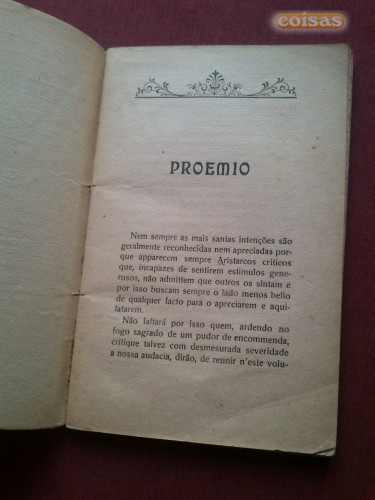 coisas
PROEMIO
Nem sempre as mais santas intenções são
geralmente reconhecidas nem apreciadas por-
que apparecem sempre Aristarcos criticos
que, incapazes de sentirem estimulos gene-
rosos, não admittem que outros os sintam e
por isso buscam sempre o lado menos bello
de qualquer facto para o apreciarem e aqui-
latarem.
Não faltará por isso quem, ardendo no
fogo sagrado de um pudor de encommenda,
critique talvez com desmesurada severidade
a nossa audacia, dirão, de reunir n'este volu-